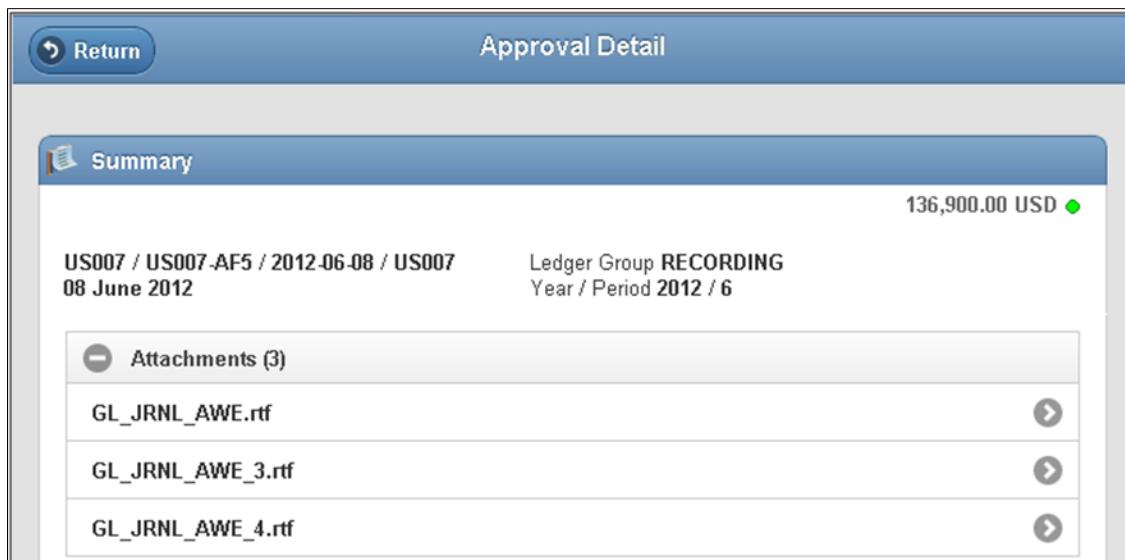 Return
Approval Detail
Summary
136,900.00 USD
US007 / US007-AF5 / 2012-06-08 / US007
08 June 2012
Ledger Group RECORDING
Year / Period 2012 / 6
Attachments (3)
GL_JRNL_AWE.rtf
GL_JRNL_AWE_3.rtf
GL_JRNL_AWE_4.rtf